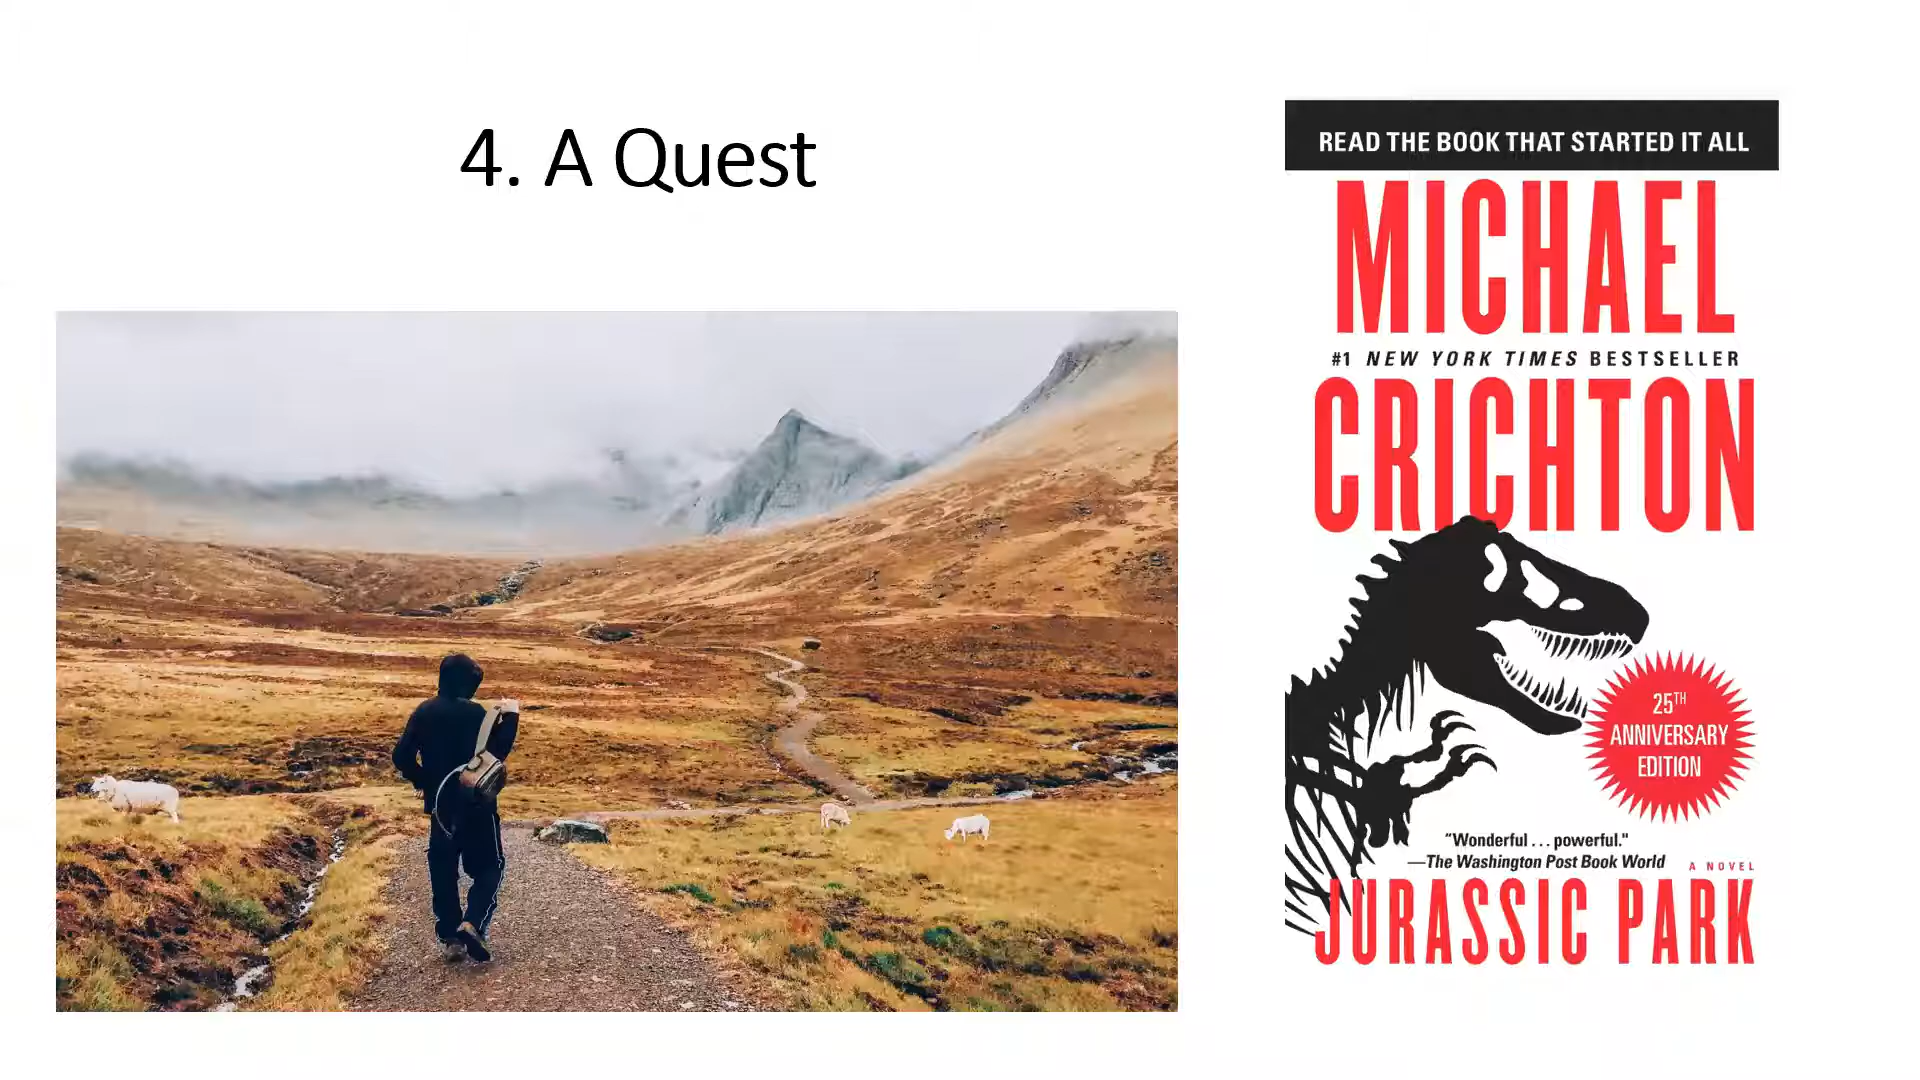 4. A Quest
READ THE BOOK THAT STARTED IT ALL
MICHAEL
#1 NEW YORK TIMES BESTSELLER
CRICHTON
25TH
ANNIVERSARY
EDITION
"Wonderful . . . powerful."
—The Washington Post Book World
A NOVEL
JURASSIC PARK